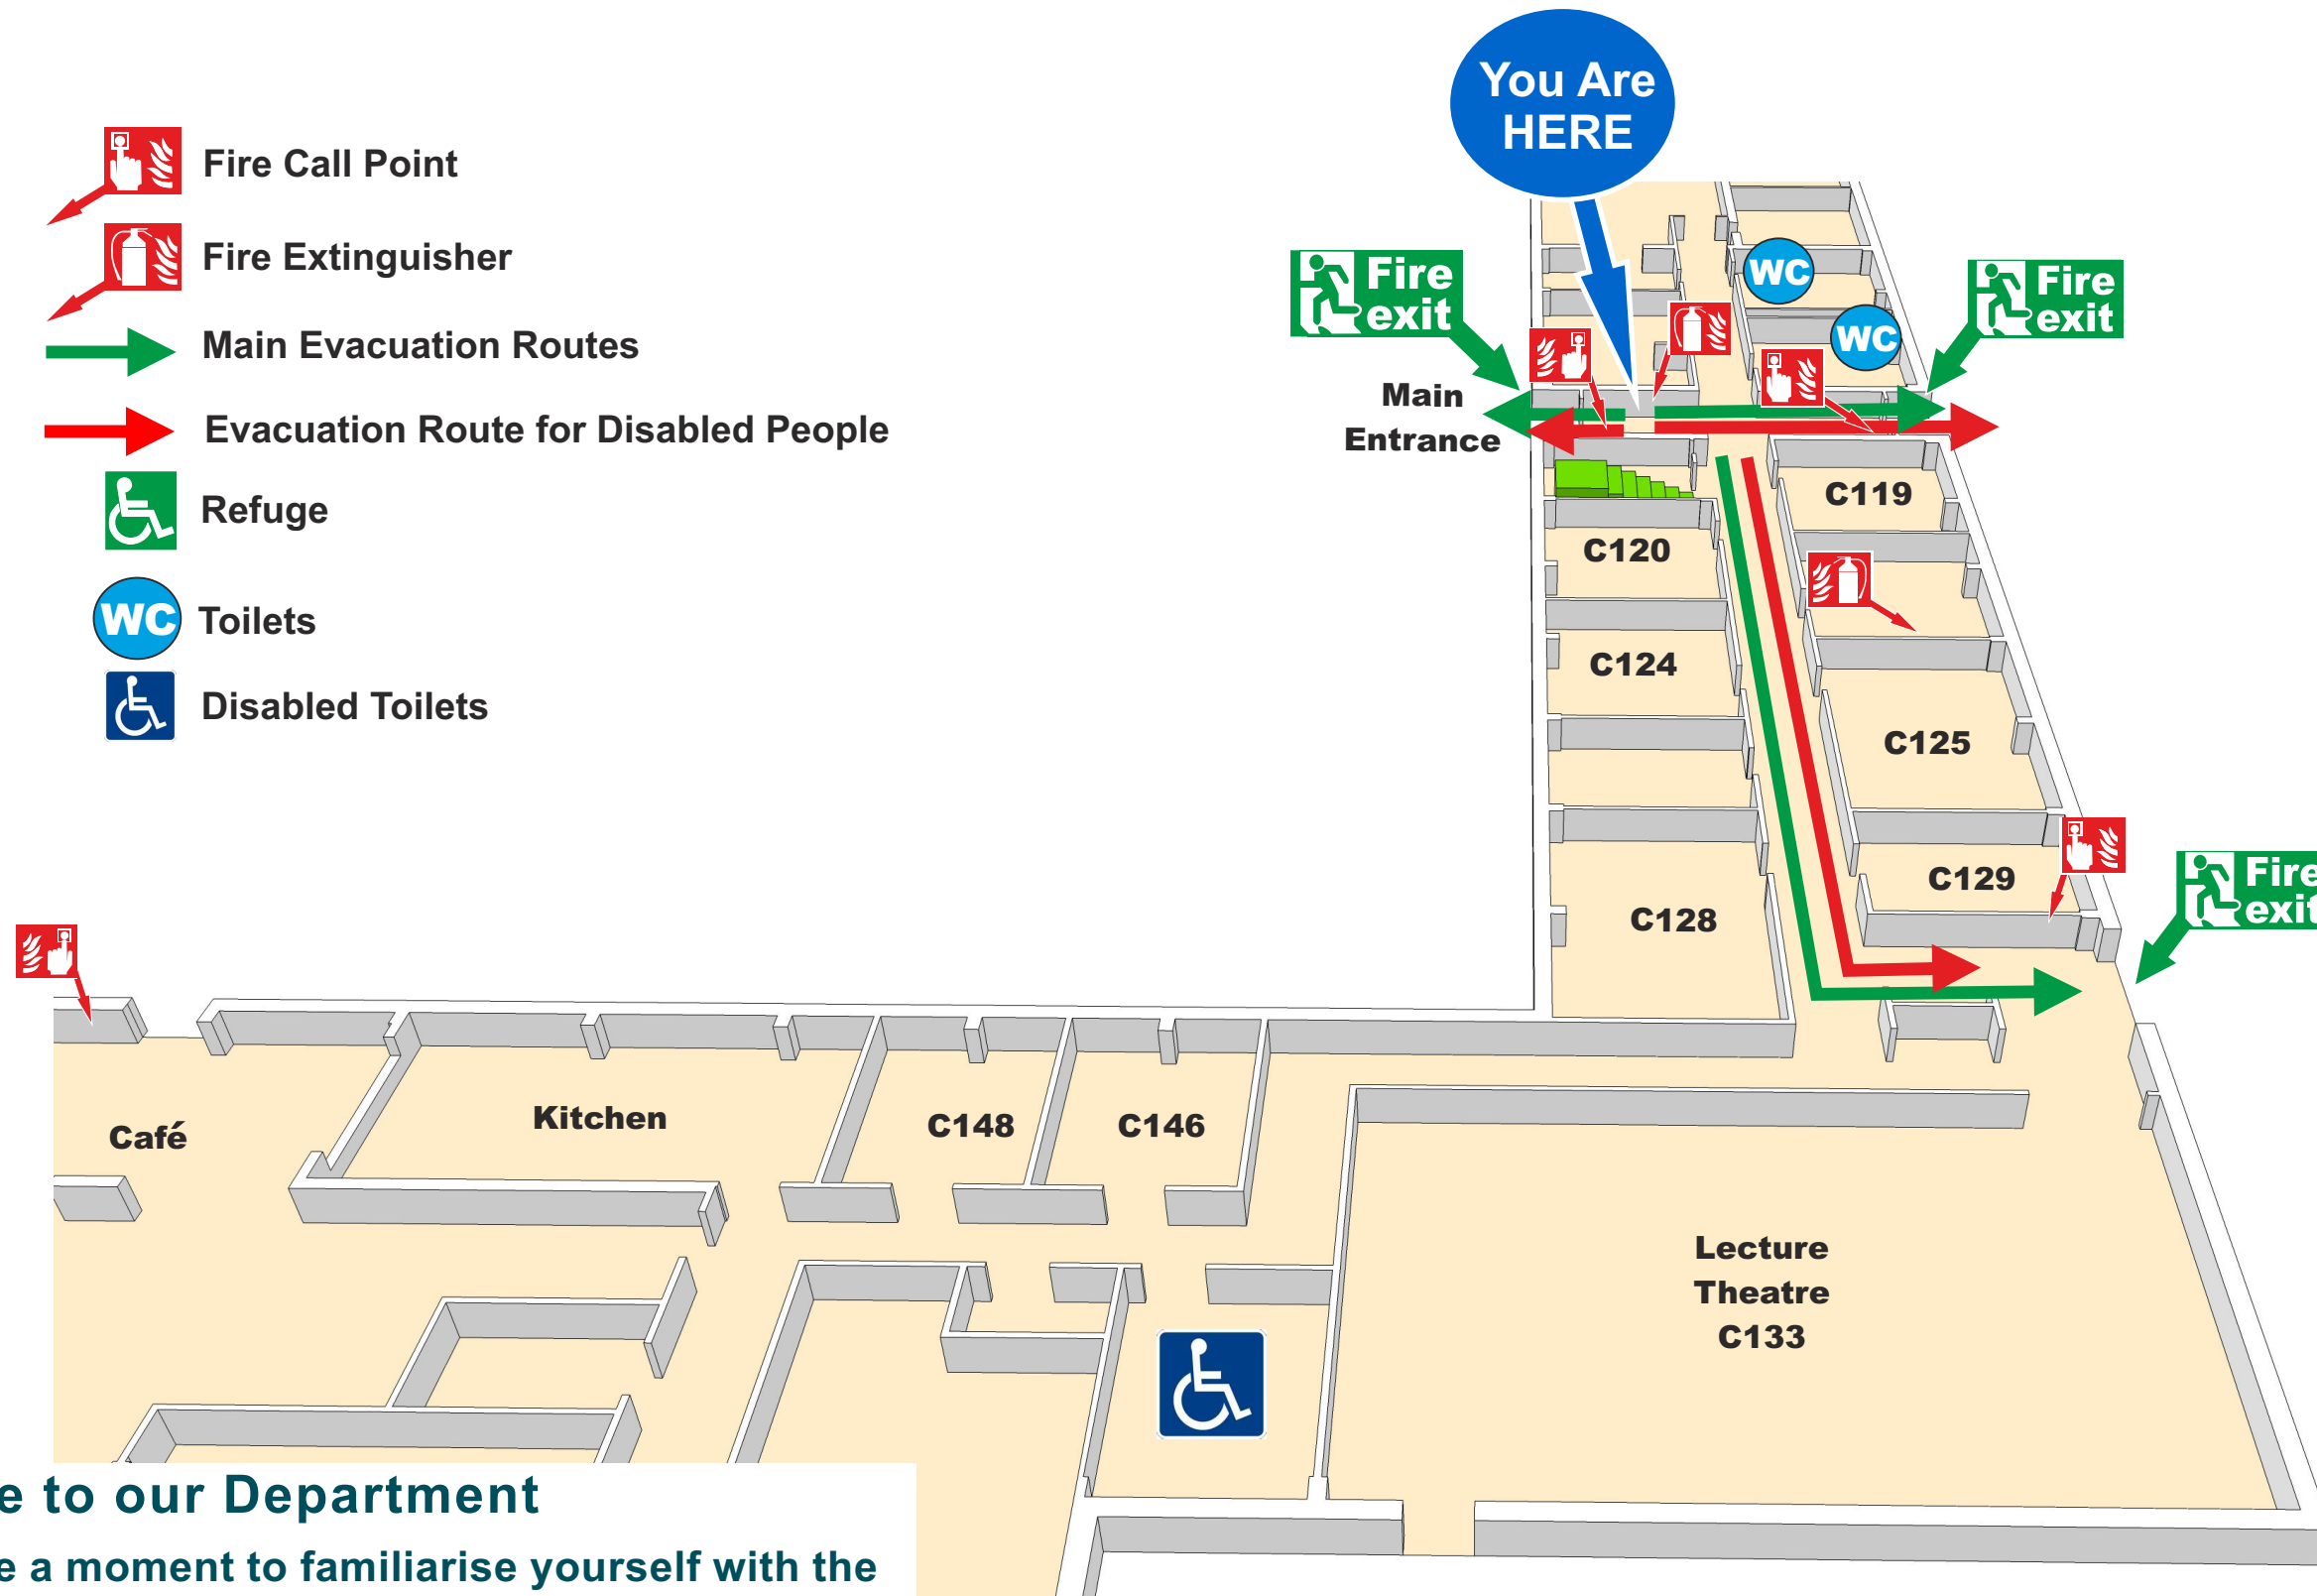 You Are
HERE
Fire Call Point
Fire Extinguisher
Main Evacuation Routes
Evacuation Route for Disabled People
Refuge
WC
Toilets
Disabled Toilets
Fire
exit
WC
WC
Fire
exit
Main
Entrance
C119
C120
C124
C125
C129
C128
Fire
exit
Café
Kitchen
C148
C146
Lecture
Theatre
C133
e to our Department
e a moment to familiarise yourself with the